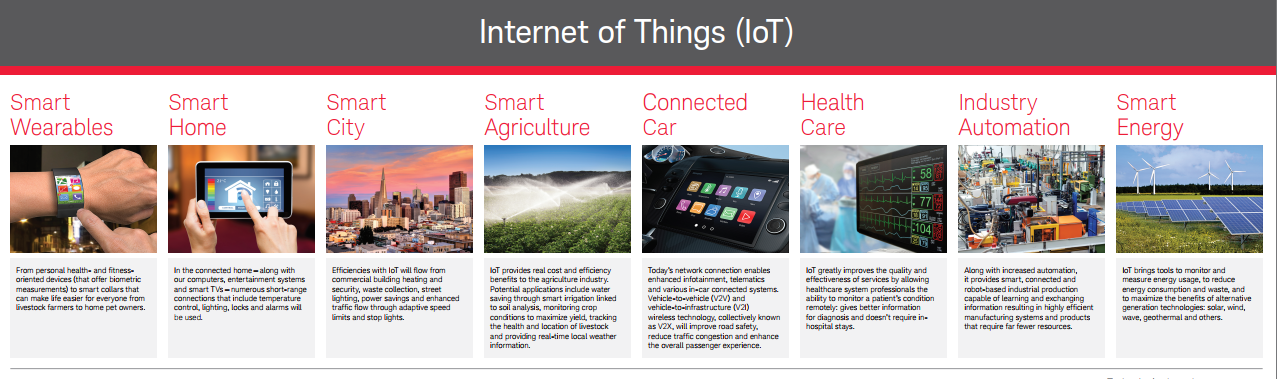 Internet of Things (IoT)
Smart
Wearables
From personal health- and fitness-
oriented devices (that offer biometric
measurements) to smart collars that
can make life easier for everyone from
livestock farmers to home pet owners.
Smart
Home
In the connected home – along with
our computers, entertainment systems
and smart TVs – numerous short-range
connections that include temperature
control, lighting, locks and alarms will
be used.
Smart
City
Efficiencies with IoT will flow from
commercial building heating and
security, waste collection, street
lighting, power savings and enhanced
traffic flow through adaptive speed
limits and stop lights.
Smart
Agriculture
IoT provides real cost and efficiency
benefits to the agriculture industry.
Potential applications include water
saving through smart irrigation linked
to soil analysis, monitoring crop
conditions to maximize yield, tracking
the health and location of livestock
and providing real-time local weather
information.
Connected
Car
Today's network connection enables
enhanced infotainment, telematics
and various in-car connected systems.
Vehicle-to-vehicle (V2V) and
vehicle-to-infrastructure (V2I)
wireless technology, collectively known
as V2X, will improve road safety,
reduce traffic congestion and enhance
the overall passenger experience.
Health
Care
58
77
104
IoT greatly improves the quality and
effectiveness of services by allowing
healthcare system professionals the
ability to monitor a patient's condition
remotely: gives better information
for diagnosis and doesn't require in-
hospital stays.
Industry
Automation
Along with increased automation,
it provides smart, connected and
robot-based industrial production
capable of learning and exchanging
information resulting in highly efficient
manufacturing systems and products
that require far fewer resources.
Smart
Energy
IoT brings tools to monitor and
measure energy usage, to reduce
energy consumption and waste, and
to maximize the benefits of alternative
generation technologies: solar, wind,
wave, geothermal and others.